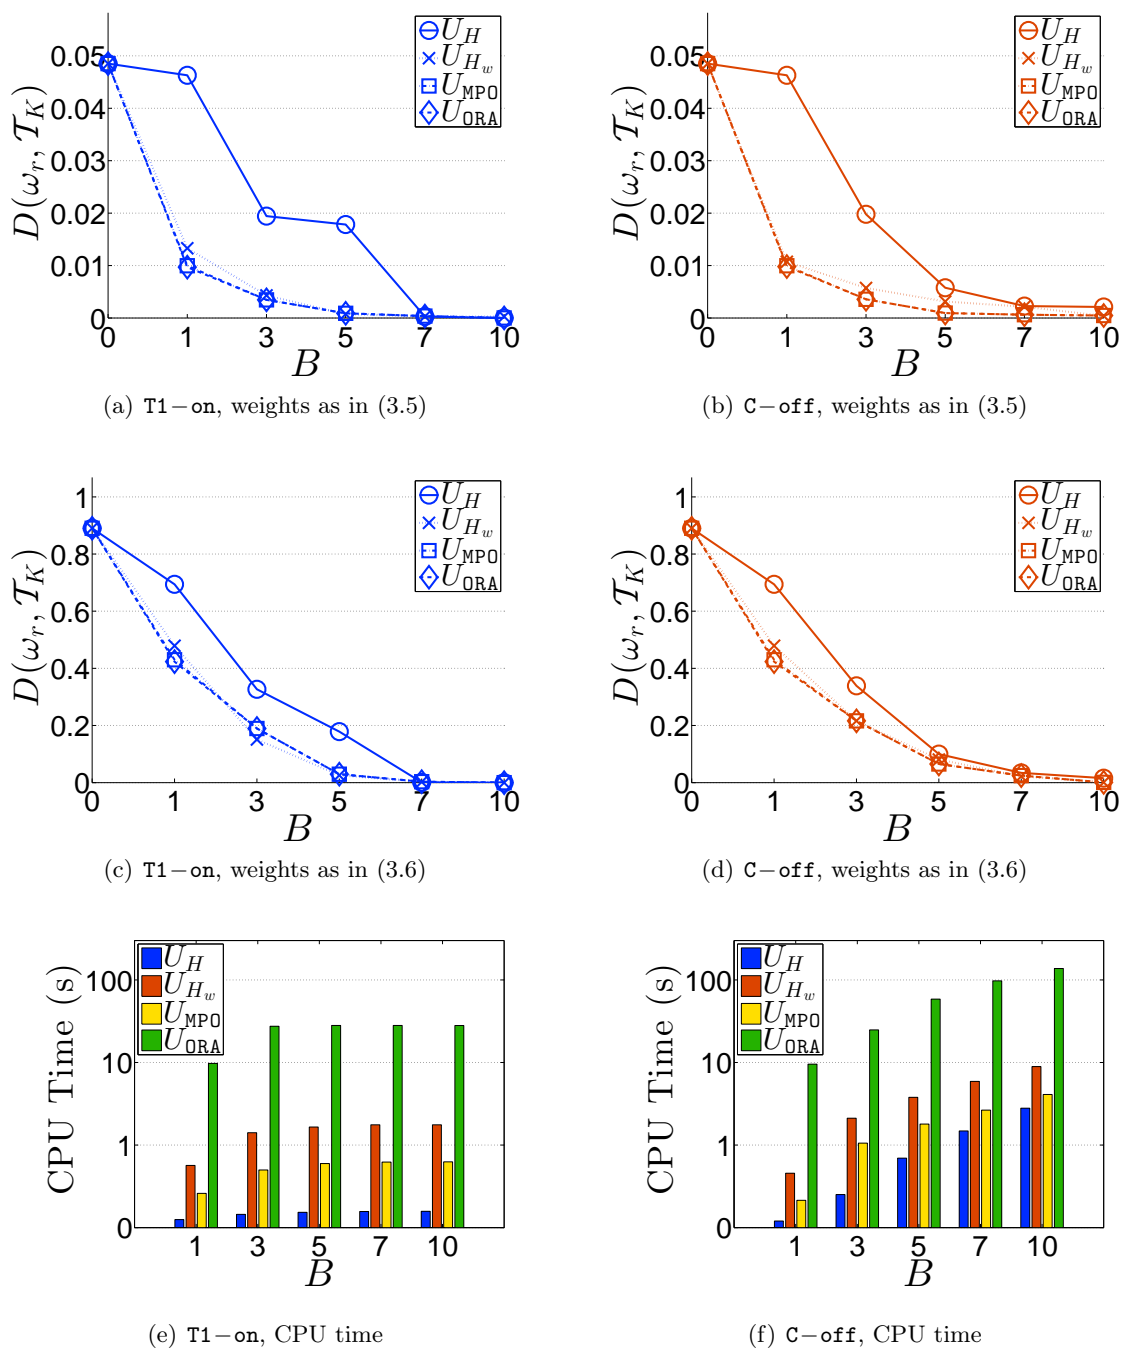 0.05
0.04
0.03
0.02
0.01
0
D(ω_r, 𝒯_K)
0 1 3 5 7 10
B
U_H
U_{H_w}
U_MPO
U_ORA
(a) T1−on, weights as in (3.5)
0.05
0.04
0.03
0.02
0.01
0
D(ω_r, 𝒯_K)
0 1 3 5 7 10
B
U_H
U_{H_w}
U_MPO
U_ORA
(b) C−off, weights as in (3.5)
1
0.8
0.6
0.4
0.2
0
D(ω_r, 𝒯_K)
0 1 3 5 7 10
B
U_H
U_{H_w}
U_MPO
U_ORA
(c) T1−on, weights as in (3.6)
1
0.8
0.6
0.4
0.2
0
D(ω_r, 𝒯_K)
0 1 3 5 7 10
B
U_H
U_{H_w}
U_MPO
U_ORA
(d) C−off, weights as in (3.6)
100
10
1
0
CPU Time (s)
1 3 5 7 10
B
U_H
U_{H_w}
U_MPO
U_ORA
(e) T1−on, CPU time
100
10
1
0
CPU Time (s)
1 3 5 7 10
B
U_H
U_{H_w}
U_MPO
U_ORA
(f) C−off, CPU time